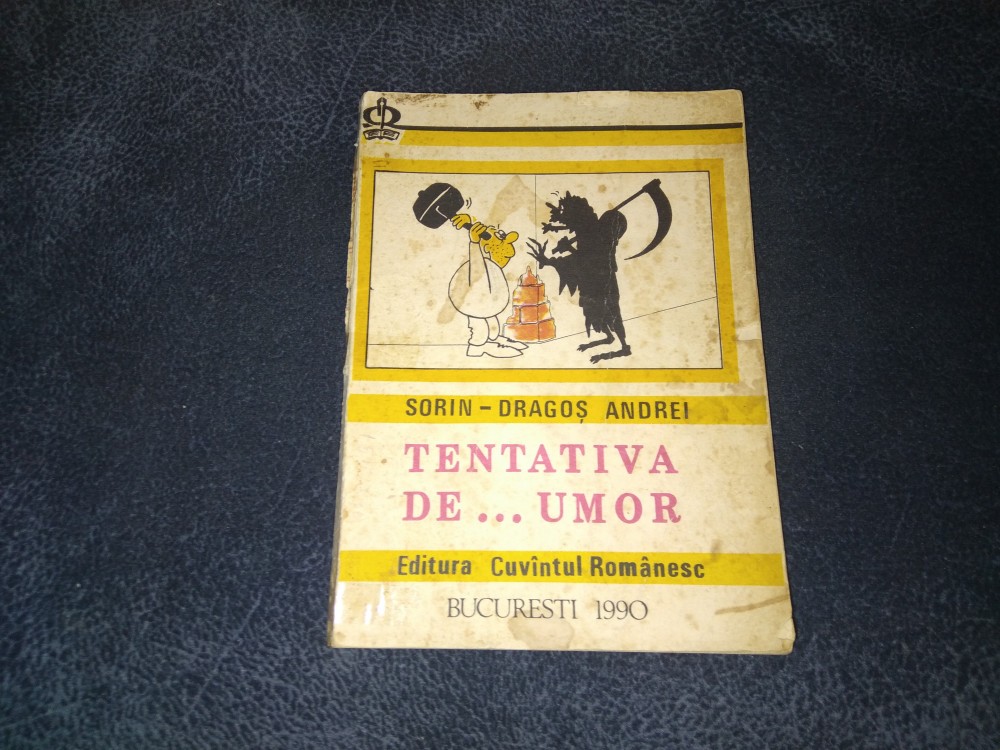 SORIN - DRAGOȘ ANDREI
TENTATIVA
DE... UMOR
Editura Cuvîntul Românesc
BUCURESTI 1990